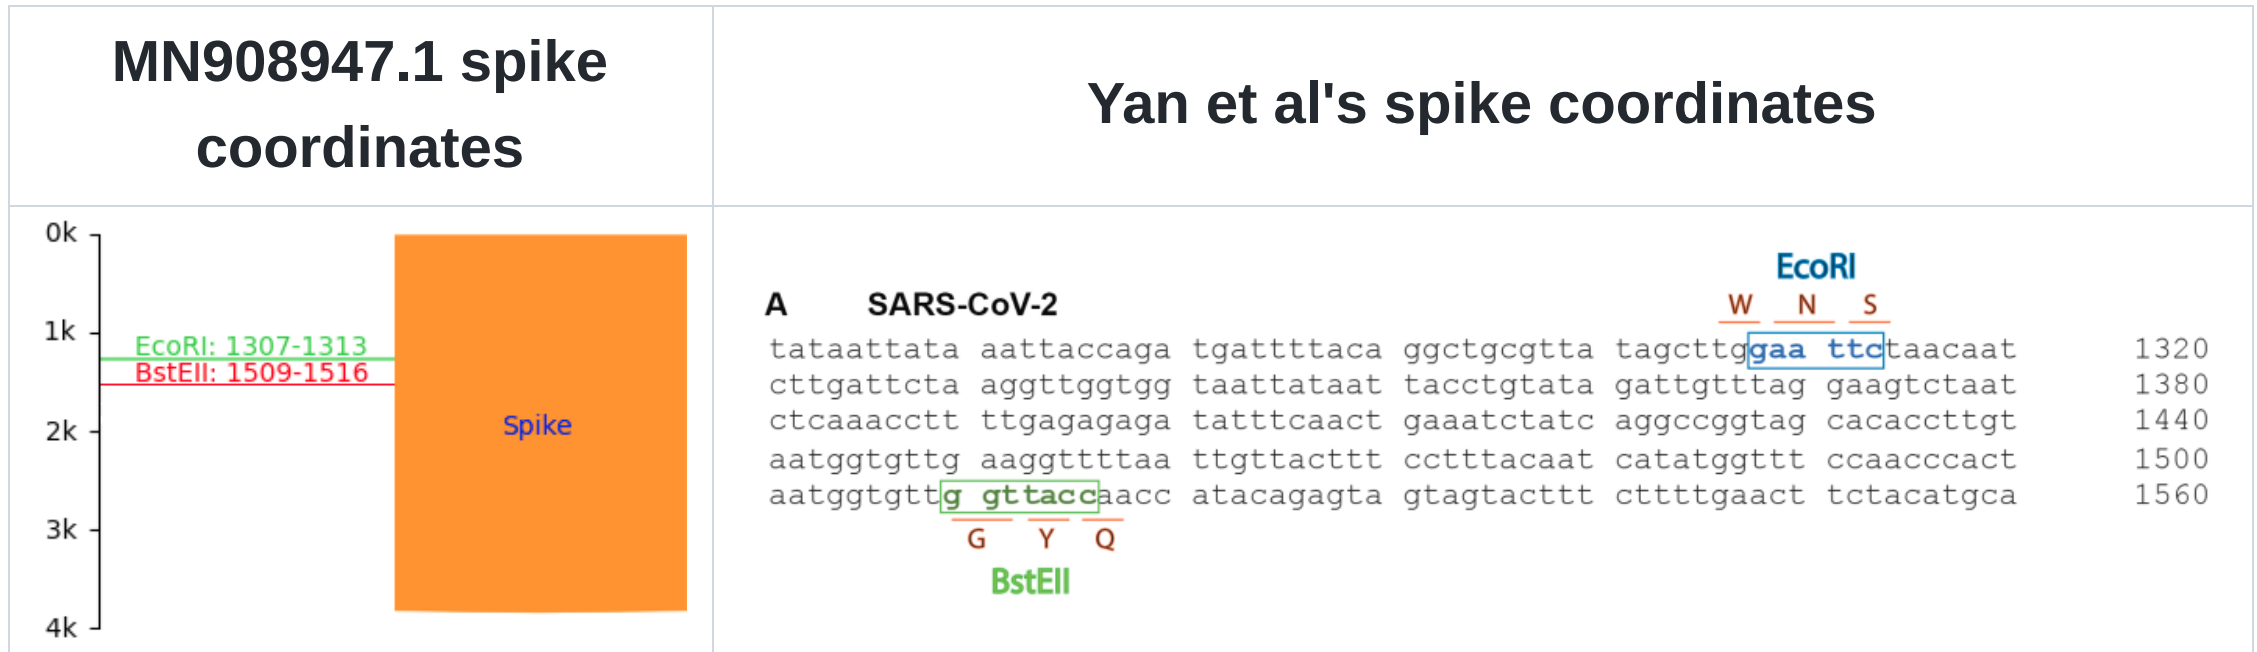 MN908947.1 spike
coordinates
Yan et al's spike coordinates
0k
1k
EcoRI: 1307-1313
BstEII: 1509-1516
2k
Spike
3k
4k
EcoRI
A SARS-CoV-2
W N S
tataattata aattaccaga tgattttaca ggctgcgtta tagcttggaa ttctaacaat 1320
cttgattcta aggttggtgg taattataat tacctgtata gattgtttag gaagtctaat 1380
ctcaaacctt ttgagagaga tatttcaact gaaatctatc aggccggtag cacaccttgt 1440
aatggtgttg aaggttttaa ttgttacttt cctttacaat catatggttt ccaacccact 1500
aatggtgttg gttaccaacc atacagagta gtagtacttt cttttgaact tctacatgca 1560
G Y Q
BstEII